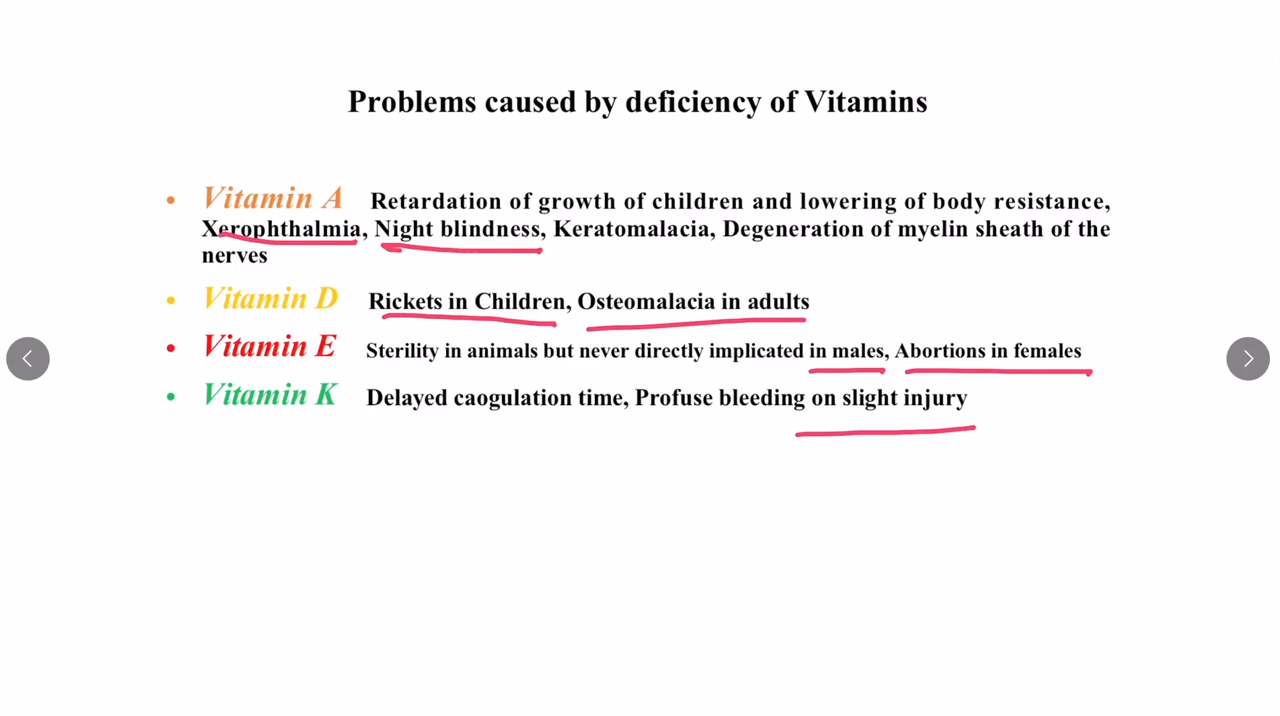 Problems caused by deficiency of Vitamins
• Vitamin A Retardation of growth of children and lowering of body resistance,
Xerophthalmia, Night blindness, Keratomalacia, Degeneration of myelin sheath of the
nerves
• Vitamin D Rickets in Children, Osteomalacia in adults
• Vitamin E Sterility in animals but never directly implicated in males, Abortions in females
• Vitamin K Delayed caogulation time, Profuse bleeding on slight injury